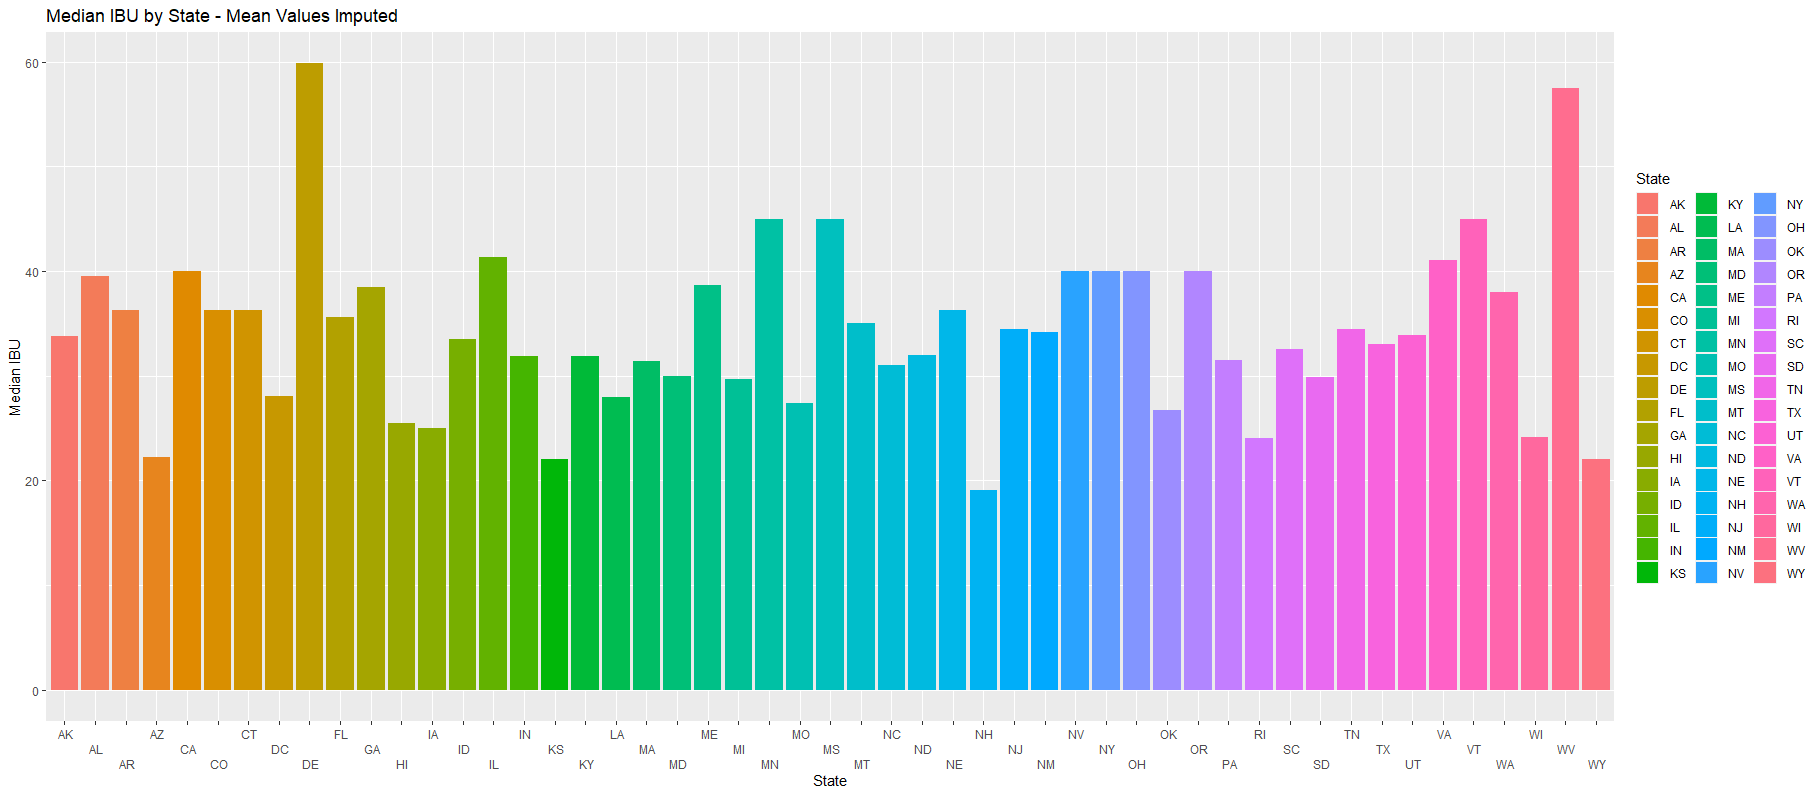 Median IBU by State - Mean Values Imputed
Median IBU
60
40
20
0
AK AZ CT FL IA IN LA ME MO NC NH NV OK RI TN VA WI
AL CA DC GA ID KS MA MI MS ND NJ NY OR SC TX VT WV
AR CO DE HI IL KY MD MN MT NE NM OH PA SD UT WA WY
State
State
AK KY NY
AL LA OH
AR MA OK
AZ MD OR
CA ME PA
CO MI RI
CT MN SC
DC MO SD
DE MS TN
FL MT TX
GA NC UT
HI ND VA
IA NE VT
ID NH WA
IL NJ WI
IN NM WV
KS NV WY